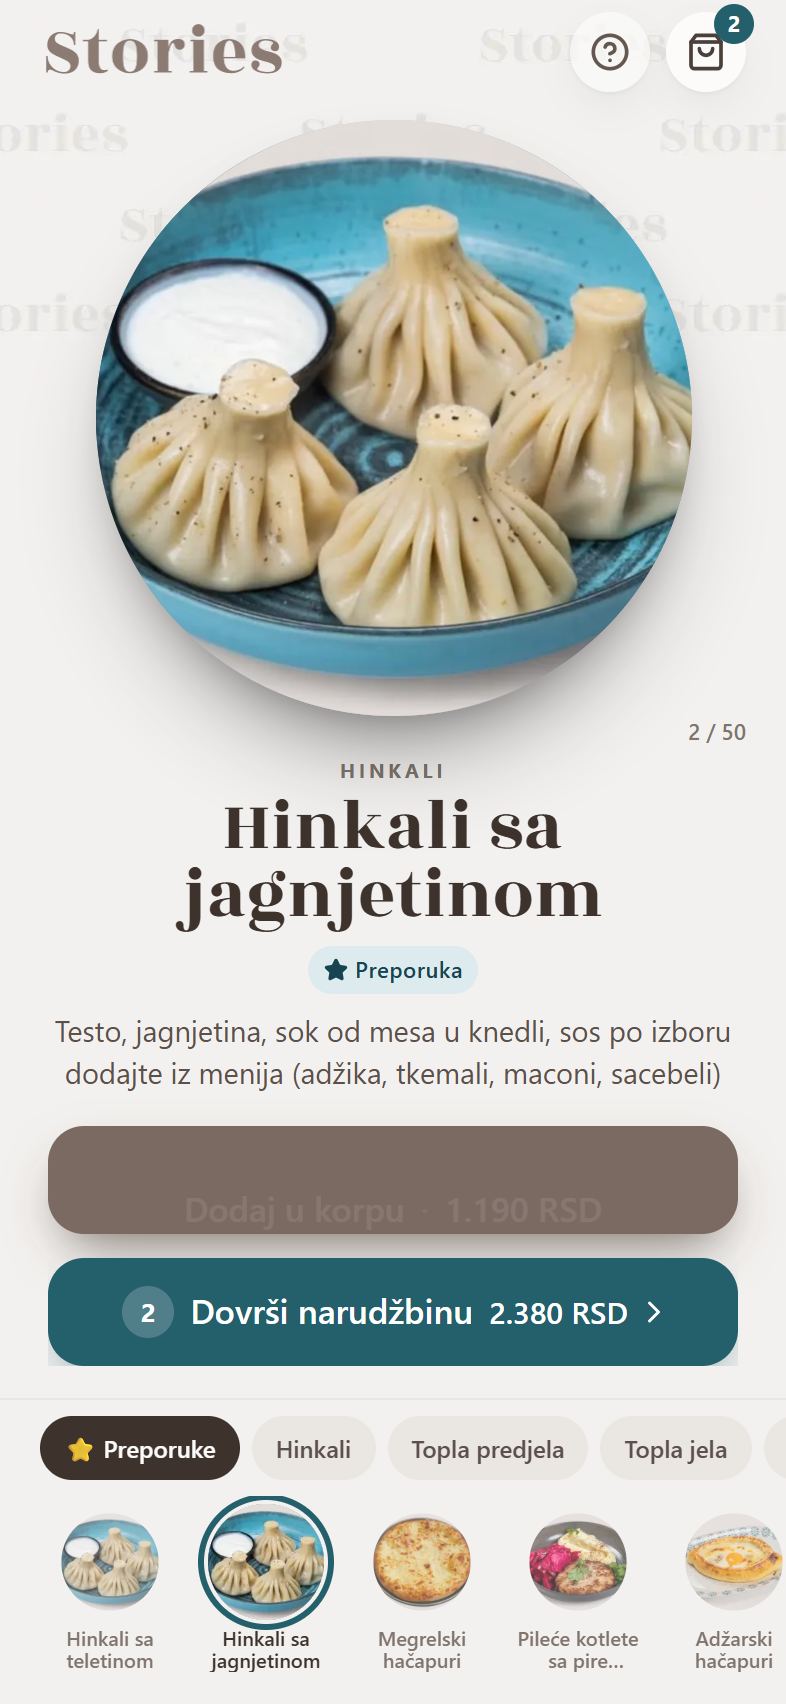 Stories
2
2 / 50
HINKALI
Hinkali sa
jagnjetinom
Preporuka
Testo, jagnjetina, sok od mesa u knedli, sos po izboru
dodajte iz menija (adžika, tkemali, maconi, sacebeli)
Dodaj u korpu · 1.190 RSD
2 Dovrši narudžbinu 2.380 RSD
Preporuke Hinkali Topla predjela Topla jela
Hinkali sa
teletinom
Hinkali sa
jagnjetinom
Megrelski
hačapuri
Pileće kotlete
sa pire...
Adžarski
hačapuri